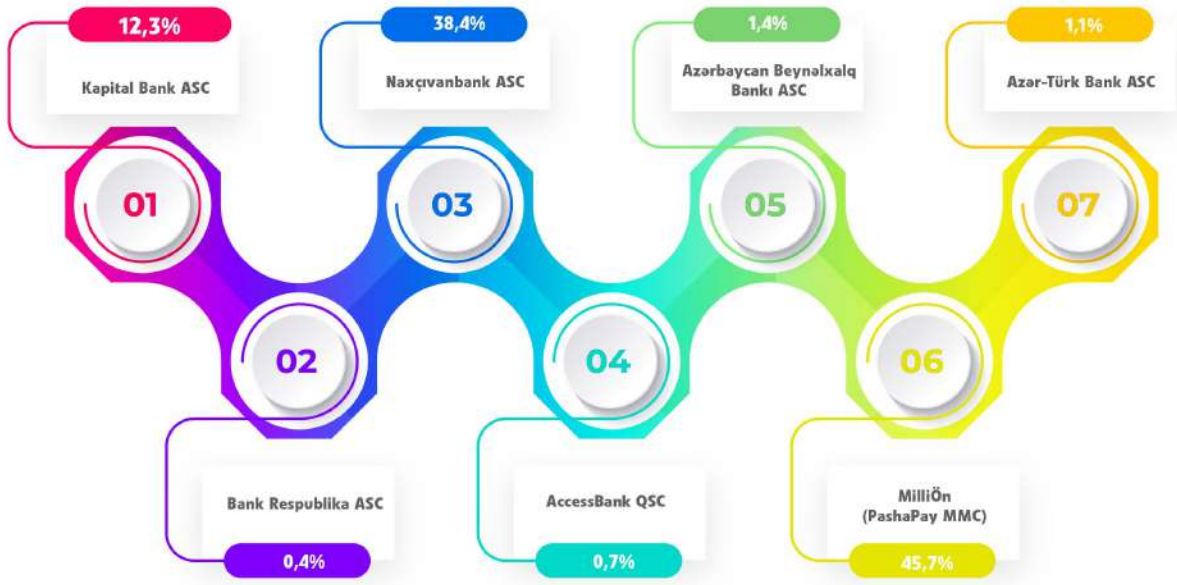 12,3%
Kapital Bank ASC
38,4%
Naxçıvanbank ASC
1,4%
Azərbaycan Beynəlxalq
Bankı ASC
1,1%
Azər-Türk Bank ASC
01
03
05
07
02
04
06
Bank Respublika ASC
0,4%
AccessBank QSC
0,7%
MilliÖn
(PashaPay MMC)
45,7%